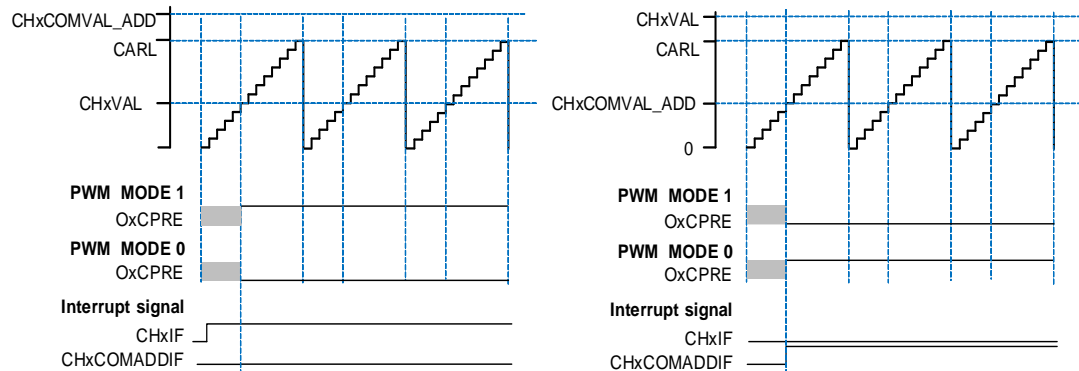 CHxCOMVAL_ADD
CARL
CHxVAL
PWM MODE 1
OxCPRE
PWM MODE 0
OxCPRE
Interrupt signal
CHxIF
CHxCOMADDIF
CHxVAL
CARL
CHxCOMVAL_ADD
0
PWM MODE 1
OxCPRE
PWM MODE 0
OxCPRE
Interrupt signal
CHxIF
CHxCOMADDIF